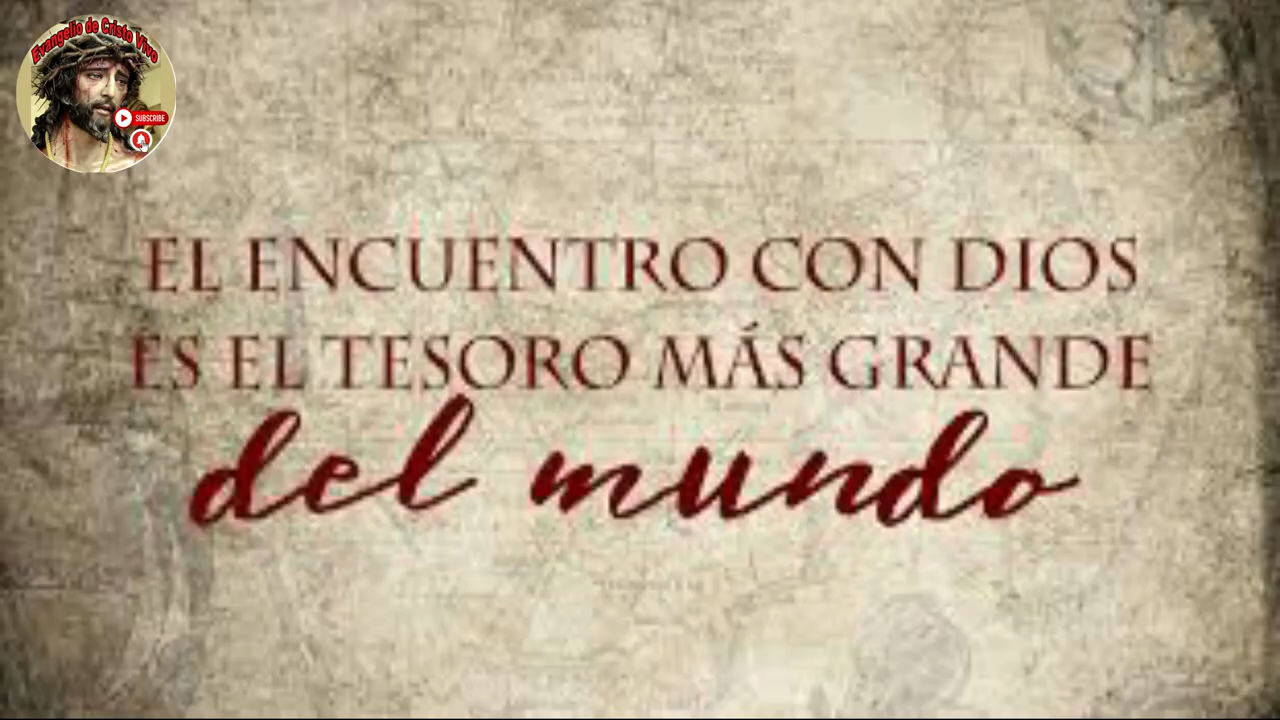 Evangelio de Cristo Vivo
SUBSCRIBE
EL ENCUENTRO CON DIOS
ES EL TESORO MÁS GRANDE
del mundo